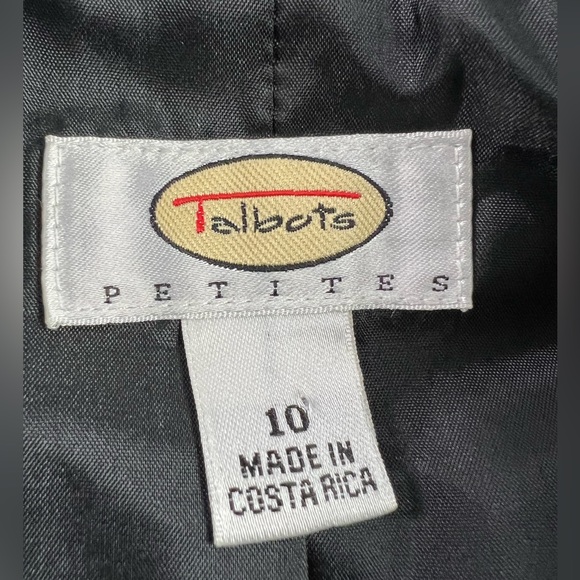 Talbots
PETITES
10
MADE IN
COSTA RICA